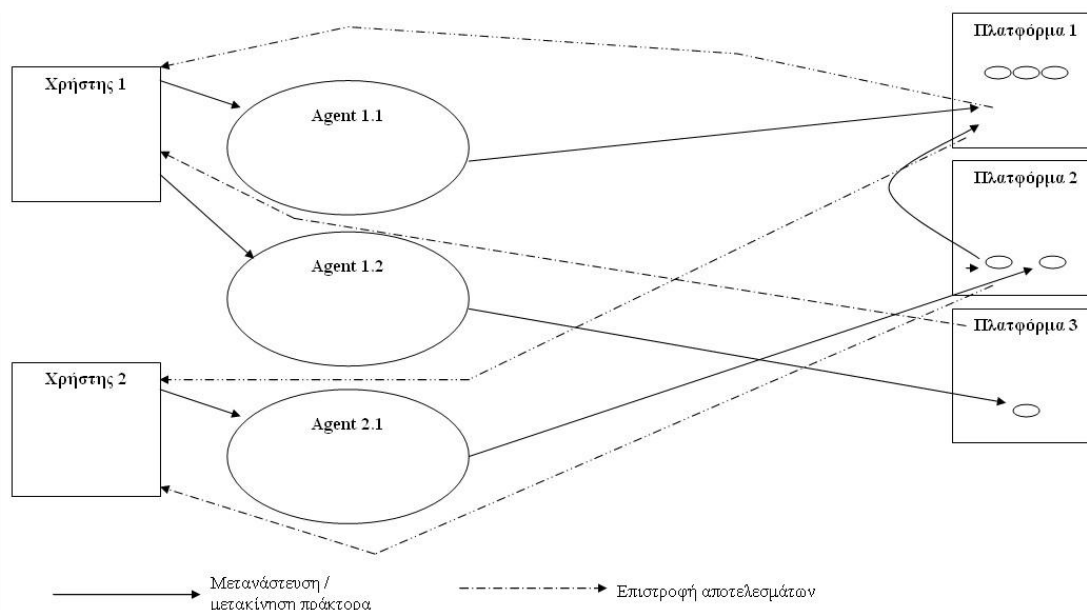 Πλατφόρμα 1
Χρήστης 1
Agent 1.1
Πλατφόρμα 2
Agent 1.2
Πλατφόρμα 3
Χρήστης 2
Agent 2.1
Μετανάστευση /
μετακίνηση πράκτορα
Επιστροφή αποτελεσμάτων